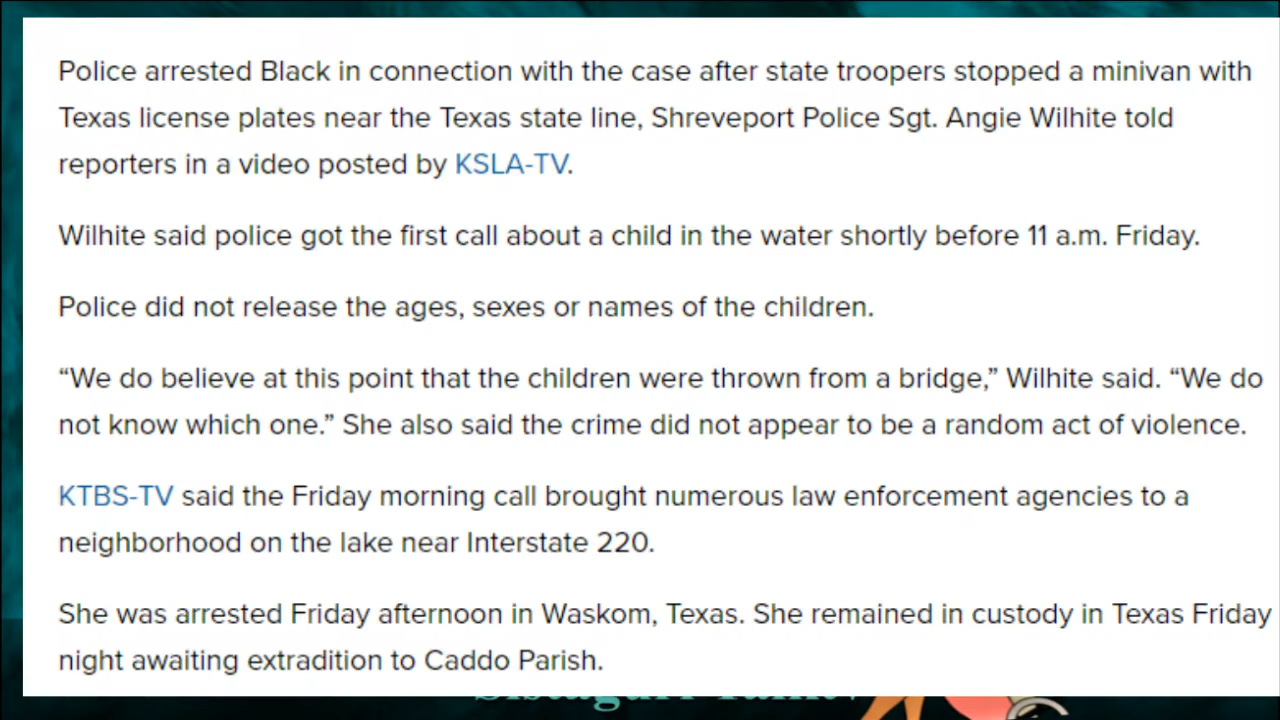 Police arrested Black in connection with the case after state troopers stopped a minivan with
Texas license plates near the Texas state line, Shreveport Police Sgt. Angie Wilhite told
reporters in a video posted by KSLA-TV.
Wilhite said police got the first call about a child in the water shortly before 11 a.m. Friday.
Police did not release the ages, sexes or names of the children.
“We do believe at this point that the children were thrown from a bridge,” Wilhite said. “We do
not know which one.” She also said the crime did not appear to be a random act of violence.
KTBS-TV said the Friday morning call brought numerous law enforcement agencies to a
neighborhood on the lake near Interstate 220.
She was arrested Friday afternoon in Waskom, Texas. She remained in custody in Texas Friday
night awaiting extradition to Caddo Parish.